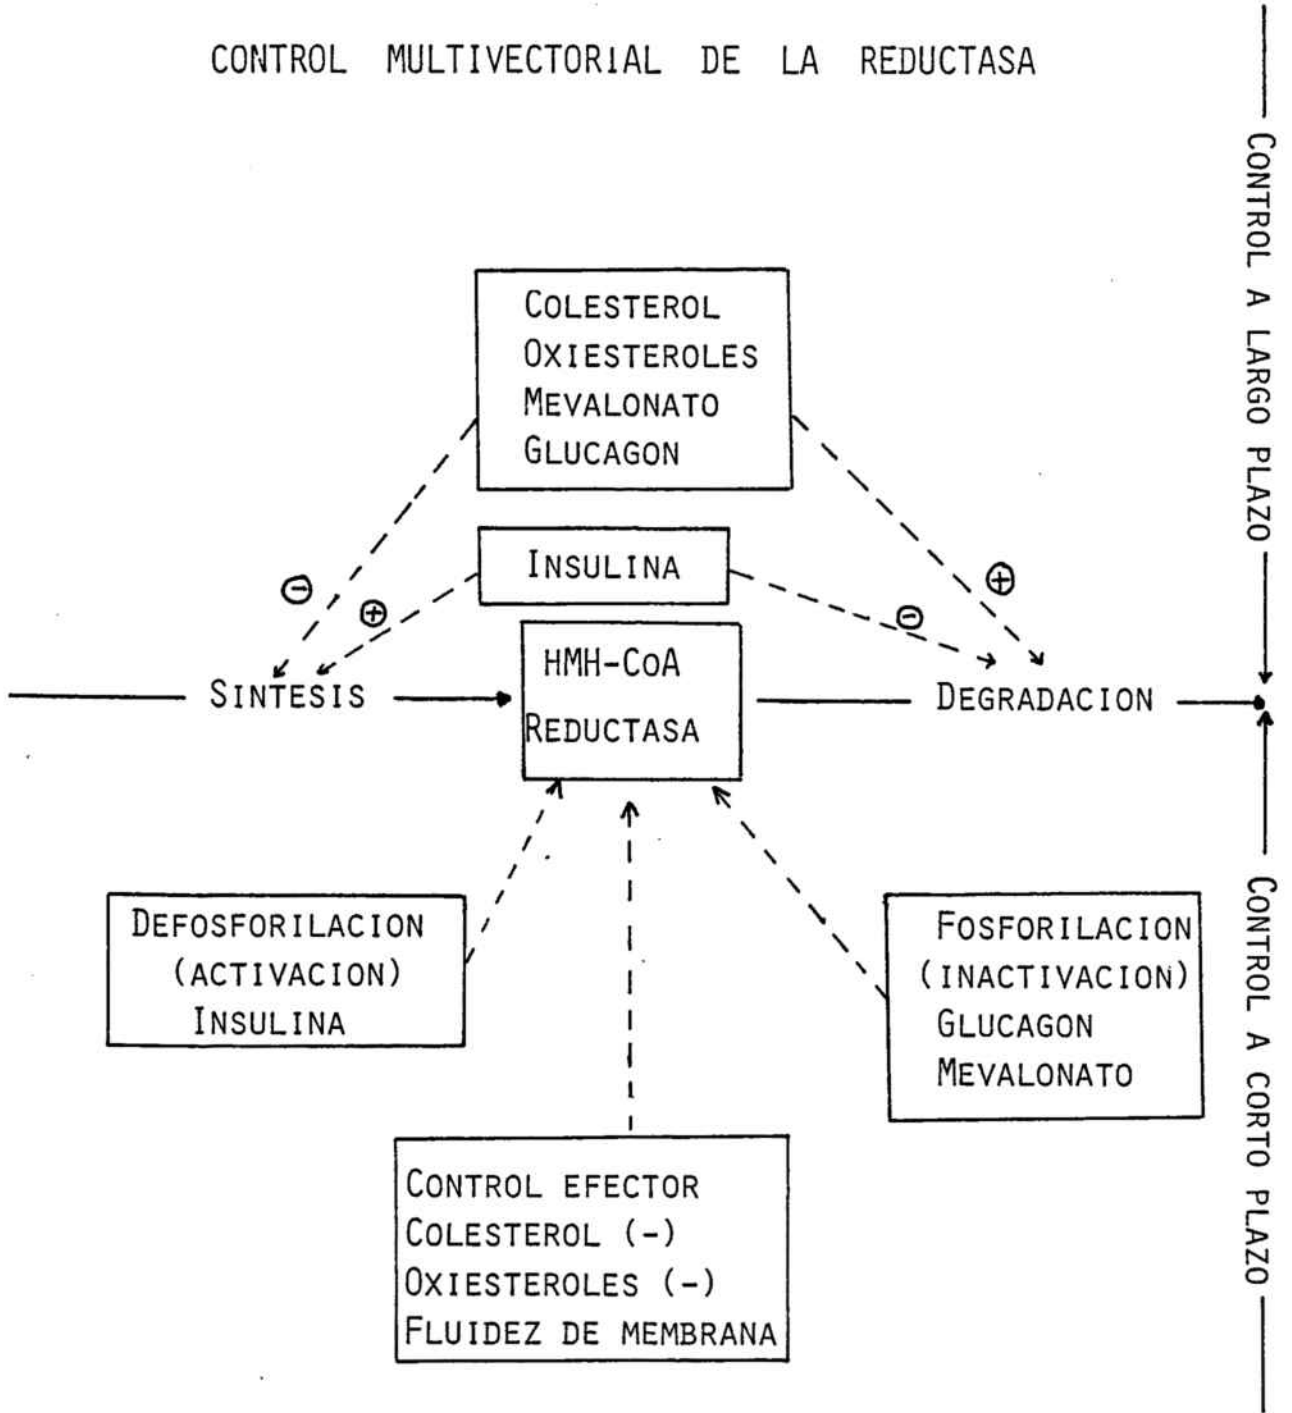 CONTROL MULTIVECTORIAL DE LA REDUCTASA
COLESTEROL
OXIESTEROLES
MEVALONATO
GLUCAGON
INSULINA
⊖
⊕
⊖
⊕
SINTESIS
HMH-COA
REDUCTASA
DEGRADACION
DEFOSFORILACION
(ACTIVACION)
INSULINA
FOSFORILACION
(INACTIVACION)
GLUCAGON
MEVALONATO
CONTROL EFECTOR
COLESTEROL (-)
OXIESTEROLES (-)
FLUIDEZ DE MEMBRANA
CONTROL A LARGO PLAZO
CONTROL A CORTO PLAZO